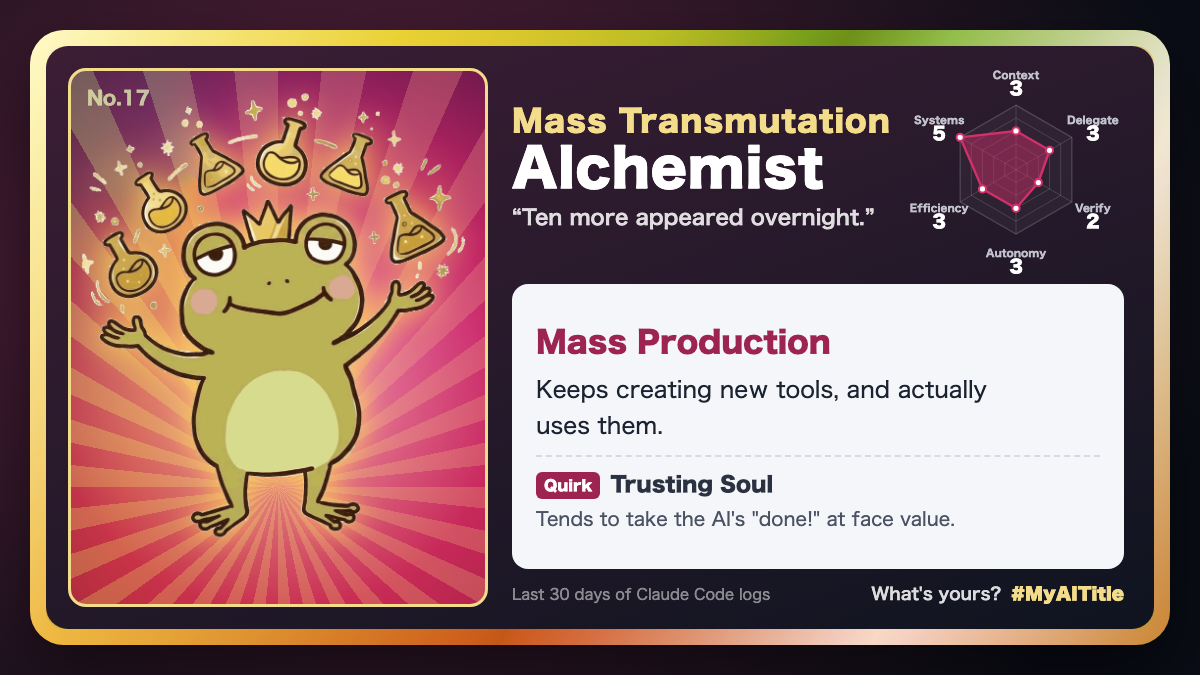 No.17
Mass Transmutation
Alchemist
“Ten more appeared overnight.”
Context
3
Systems
5
Delegate
3
Efficiency
3
Verify
2
Autonomy
3
Mass Production
Keeps creating new tools, and actually
uses them.
Quirk Trusting Soul
Tends to take the AI's "done!" at face value.
Last 30 days of Claude Code logs
What's yours? #MyAITitle